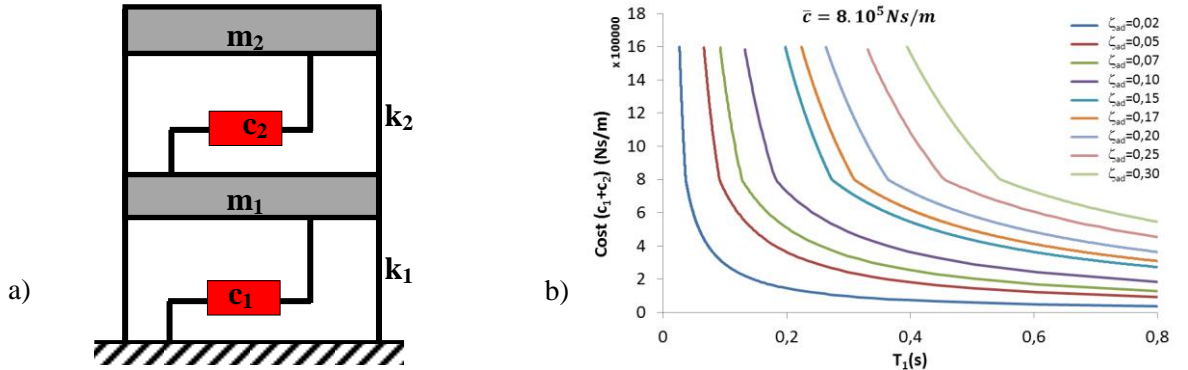 a)
m₂
c₂
k₂
m₁
c₁
k₁
b)
c̄ = 8.10⁵Ns/m
x 100000
Cost (c₁+c₂) (Ns/m)
18
16
14
12
10
8
6
4
2
0
0 0,2 0,4 0,6 0,8
T₁(s)
ζad=0,02
ζad=0,05
ζad=0,07
ζad=0,10
ζad=0,15
ζad=0,17
ζad=0,20
ζad=0,25
ζad=0,30